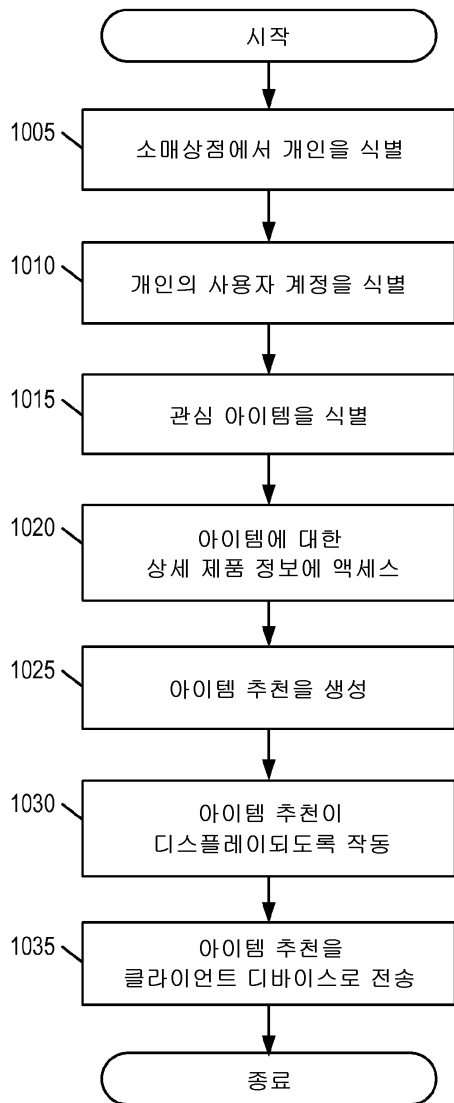 시작
1005
소매상점에서 개인을 식별
1010
개인의 사용자 계정을 식별
1015
관심 아이템을 식별
1020
아이템에 대한
상세 제품 정보에 액세스
1025
아이템 추천을 생성
1030
아이템 추천이
디스플레이되도록 작동
1035
아이템 추천을
클라이언트 디바이스로 전송
종료